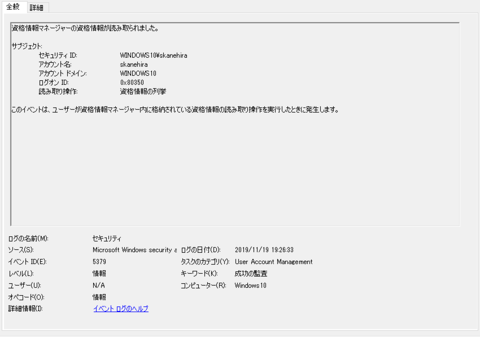 全般 詳細
資格情報マネージャーの資格情報が読み取られました。
サブジェクト:
セキュリティ ID: WINDOWS10¥skanehira
アカウント名: skanehira
アカウント ドメイン: WINDOWS10
ログオン ID: 0x80350
読み取り操作: 資格情報の列挙
このイベントは、ユーザーが資格情報マネージャー内に格納されている資格情報の読み取り操作を実行したときに発生します。
ログの名前(M): セキュリティ
ソース(S): Microsoft Windows security a ログの日付(D): 2019/11/19 19:26:33
イベント ID(E): 5379 タスクのカテゴリ(Y): User Account Management
レベル(L): 情報 キーワード(K): 成功の監査
ユーザー(U): N/A コンピューター(R): Windows10
オペコード(O): 情報
詳細情報(I): イベント ログのヘルプ